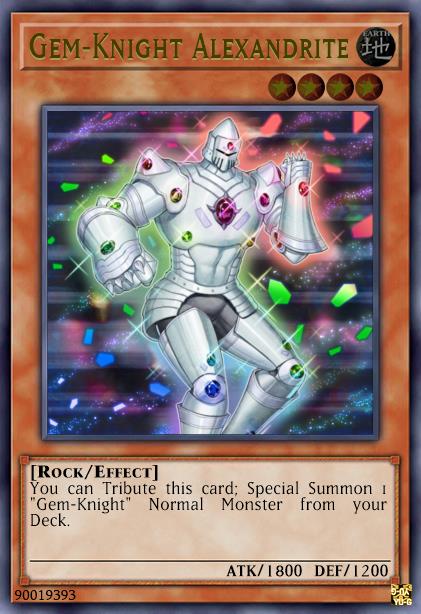 Gem-Knight Alexandrite
EARTH
地
[Rock/Effect]
You can Tribute this card; Special Summon 1
"Gem-Knight" Normal Monster from your
Deck.
ATK/1800 DEF/1200
90019393